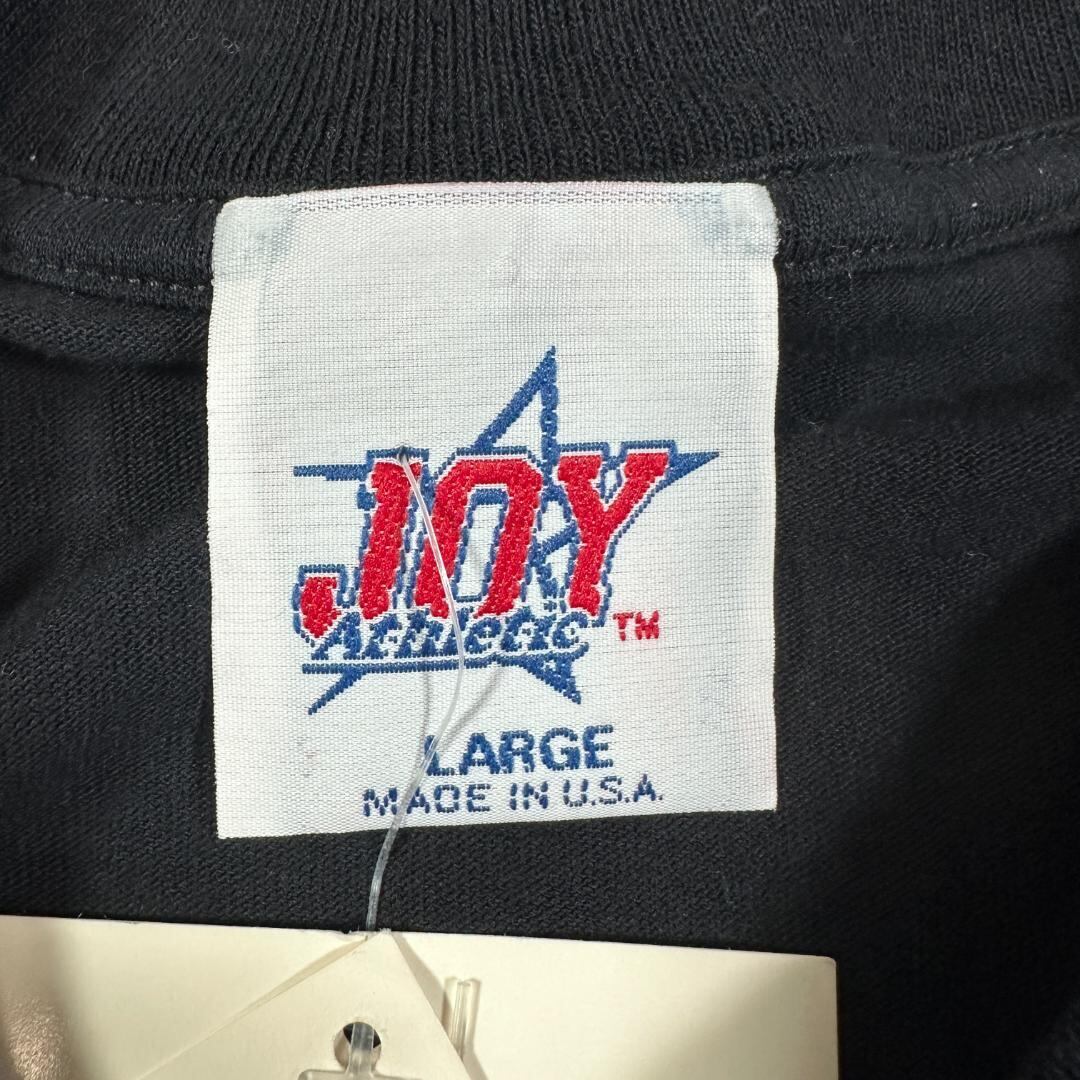 JOY
Athletic TM
LARGE
MADE IN U.S.A.